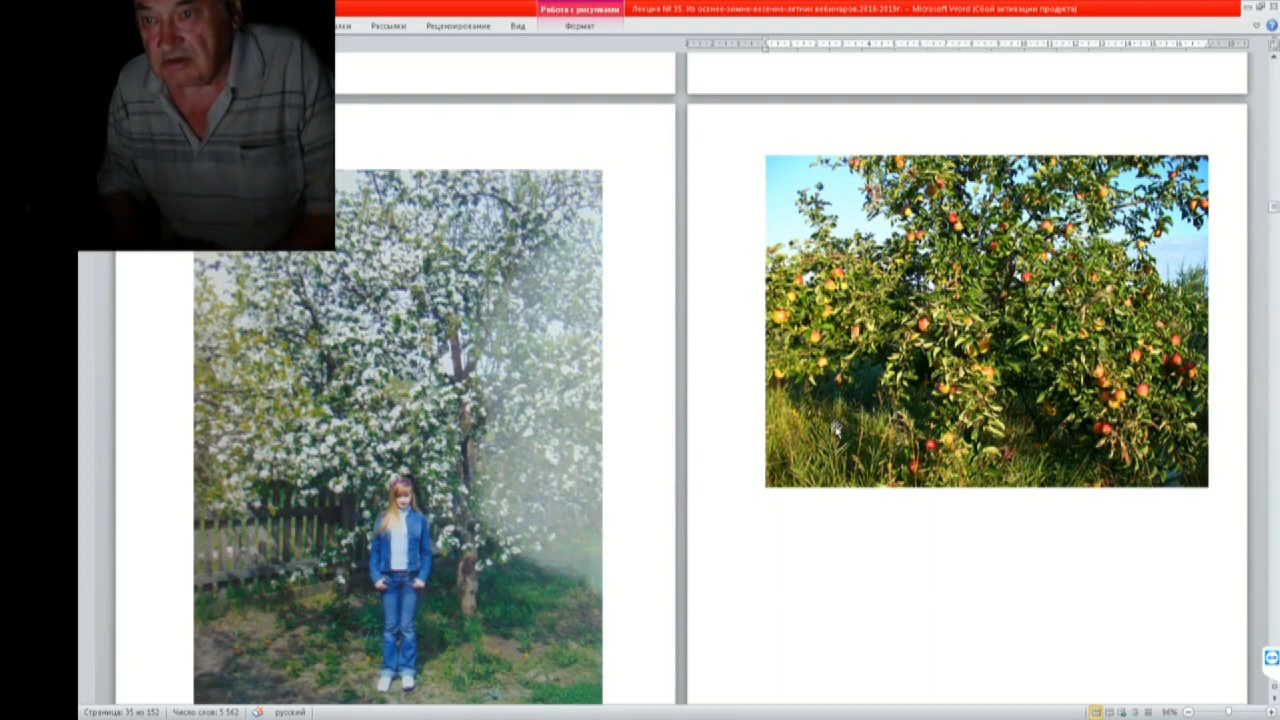 Работа с рисунками
Лекция № 35. Из осенне-зимне-весенне-летних вебинаров.2018-2019г. - Microsoft Word (Сбой активации продукта)
лки Рассылки Рецензирование Вид Формат
Страница: 35 из 152 Число слов: 5 562 русский 96%